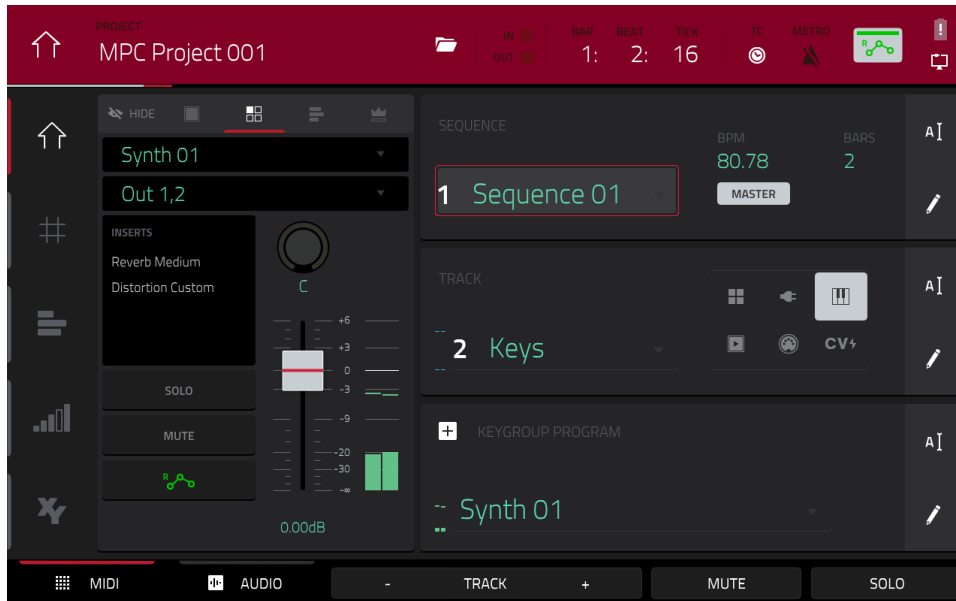 PROJECT
MPC Project 001
IN
OUT
BAR BEAT TICK
1: 2: 16
TC METRO
R
HIDE
Synth 01
Out 1,2
INSERTS
Reverb Medium
Distortion Custom
C
+6
+3
0
-3
-9
-20
-30
-∞
SOLO
MUTE
R
0.00dB
SEQUENCE
1 Sequence 01
BPM BARS
80.78 2
MASTER
A
TRACK
2 Keys
CV
A
KEYGROUP PROGRAM
Synth 01
A
XY
MIDI AUDIO - TRACK + MUTE SOLO